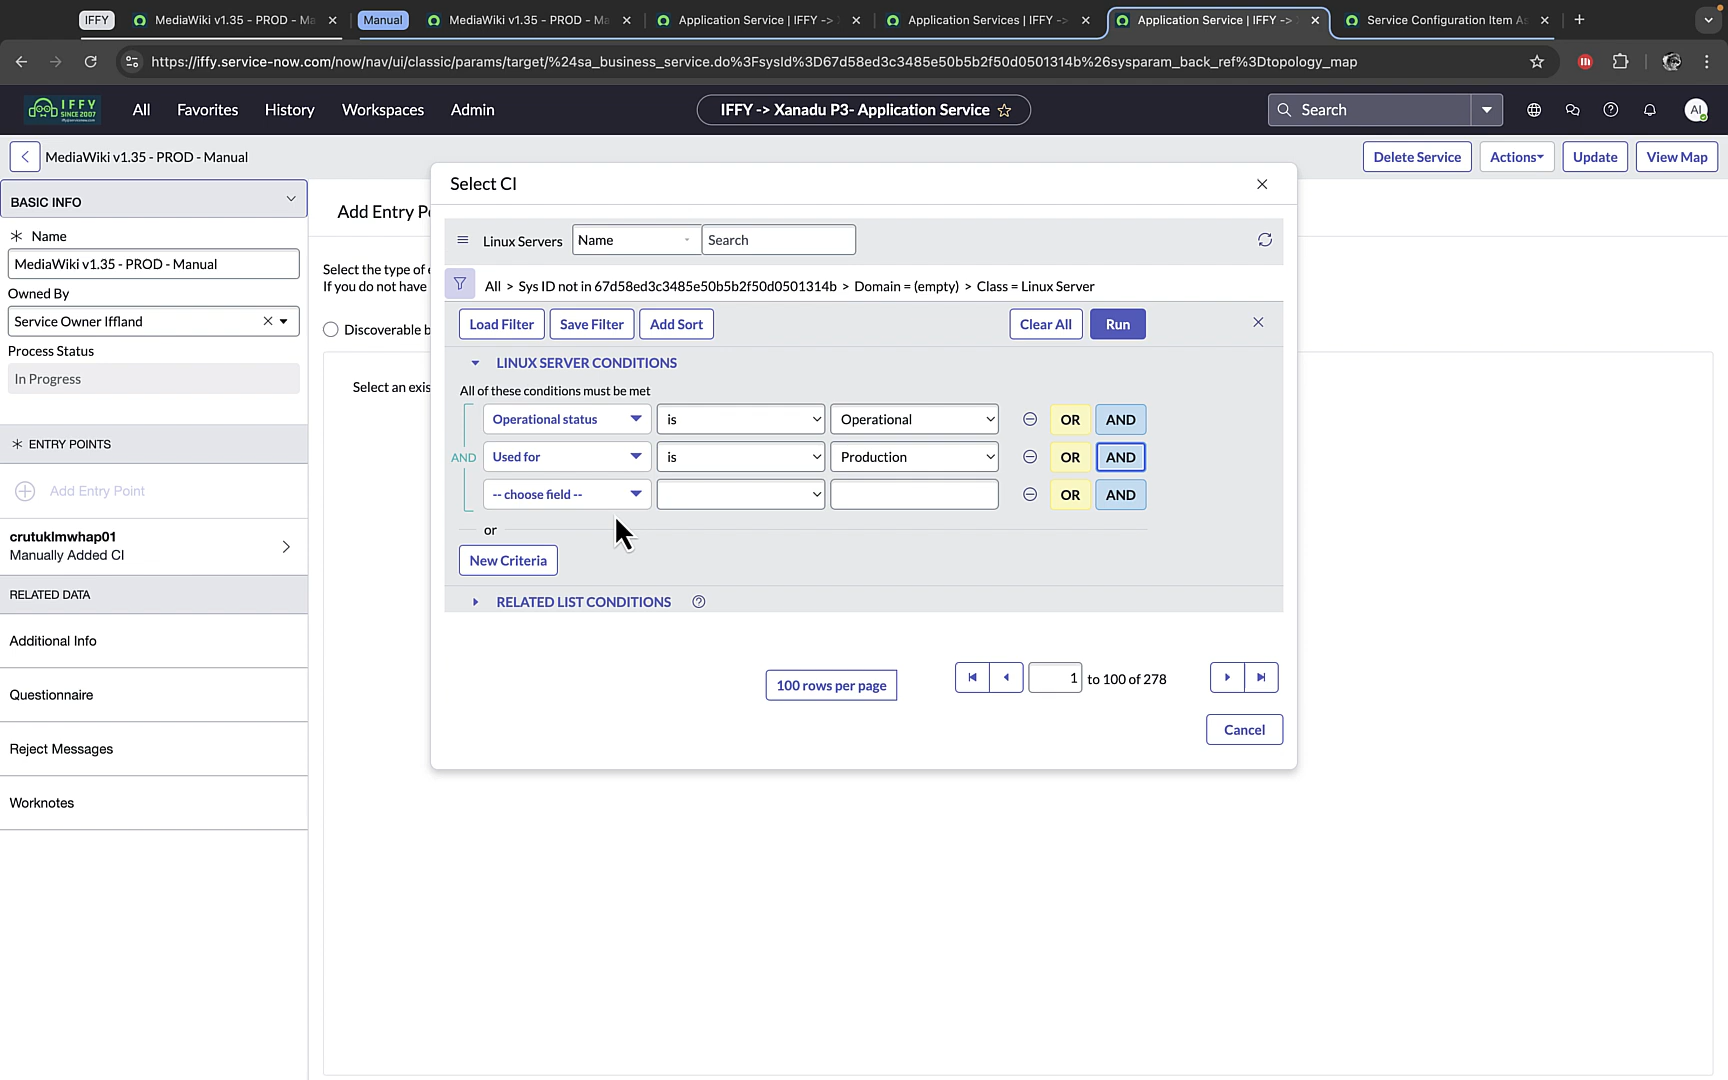 IFFY
MediaWiki v1.35 - PROD - Ma
Manual
MediaWiki v1.35 - PROD - Ma
Application Service | IFFY ->
Application Services | IFFY ->
Application Service | IFFY ->
Service Configuration Item A
https://iffy.service-now.com/now/nav/ui/classic/params/target/%24sa_business_service.do%3FsysId%3D67d58ed3c3485e50b5b2f50d0501314b%26sysparam_back_ref%3Dtopology_map
IFFY
SINCE 2007
All
Favorites
History
Workspaces
Admin
IFFY -> Xanadu P3- Application Service
Search
AI
MediaWiki v1.35 - PROD - Manual
Delete Service
Actions
Update
View Map
BASIC INFO
Name
MediaWiki v1.35 - PROD - Manual
Owned By
Service Owner Iffland
Process Status
In Progress
ENTRY POINTS
Add Entry Point
crutuklmwhap01
Manually Added CI
RELATED DATA
Additional Info
Questionnaire
Reject Messages
Worknotes
Add Entry P
Select the type of e
If you do not have
Discoverable b
Select an exis
Select CI
Linux Servers
Name
Search
All > Sys ID not in 67d58ed3c3485e50b5b2f50d0501314b > Domain = (empty) > Class = Linux Server
Load Filter
Save Filter
Add Sort
Clear All
Run
LINUX SERVER CONDITIONS
All of these conditions must be met
Operational status
is
Operational
OR
AND
AND
Used for
is
Production
OR
AND
-- choose field --
OR
AND
or
New Criteria
RELATED LIST CONDITIONS
100 rows per page
1
to 100 of 278
Cancel